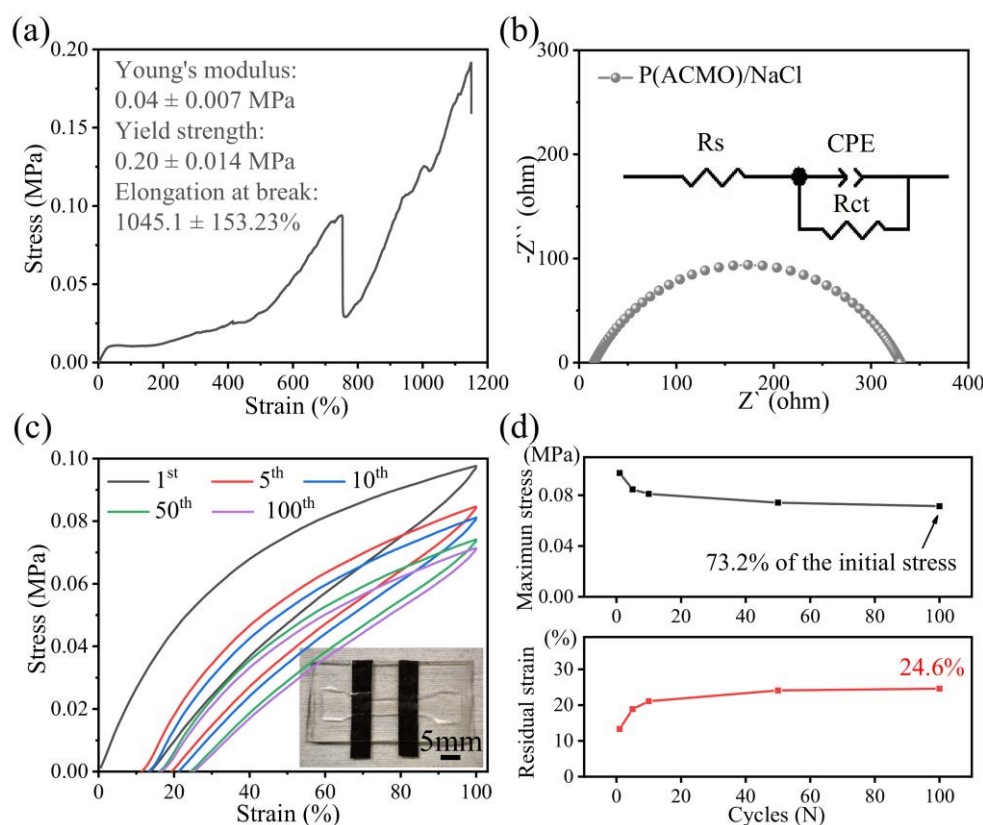 (a)
0.20
0.15
0.10
0.05
0.00
Stress (MPa)
Young's modulus:
0.04 ± 0.007 MPa
Yield strength:
0.20 ± 0.014 MPa
Elongation at break:
1045.1 ± 153.23%
0 200 400 600 800 1000 1200
Strain (%)
(b)
-300
-200
-100
0
-Z`` (ohm)
P(ACMO)/NaCl
Rs
CPE
Rct
0 100 200 300 400
Z` (ohm)
(c)
0.10
0.08
0.06
0.04
0.02
0.00
Stress (MPa)
1st 5th 10th
50th 100th
5mm
0 20 40 60 80 100
Strain (%)
(d)
(MPa)
0.08
0.04
0.00
Maximun stress
73.2% of the initial stress
(%)
30
20
10
0
Residual strain
24.6%
0 20 40 60 80 100
Cycles (N)